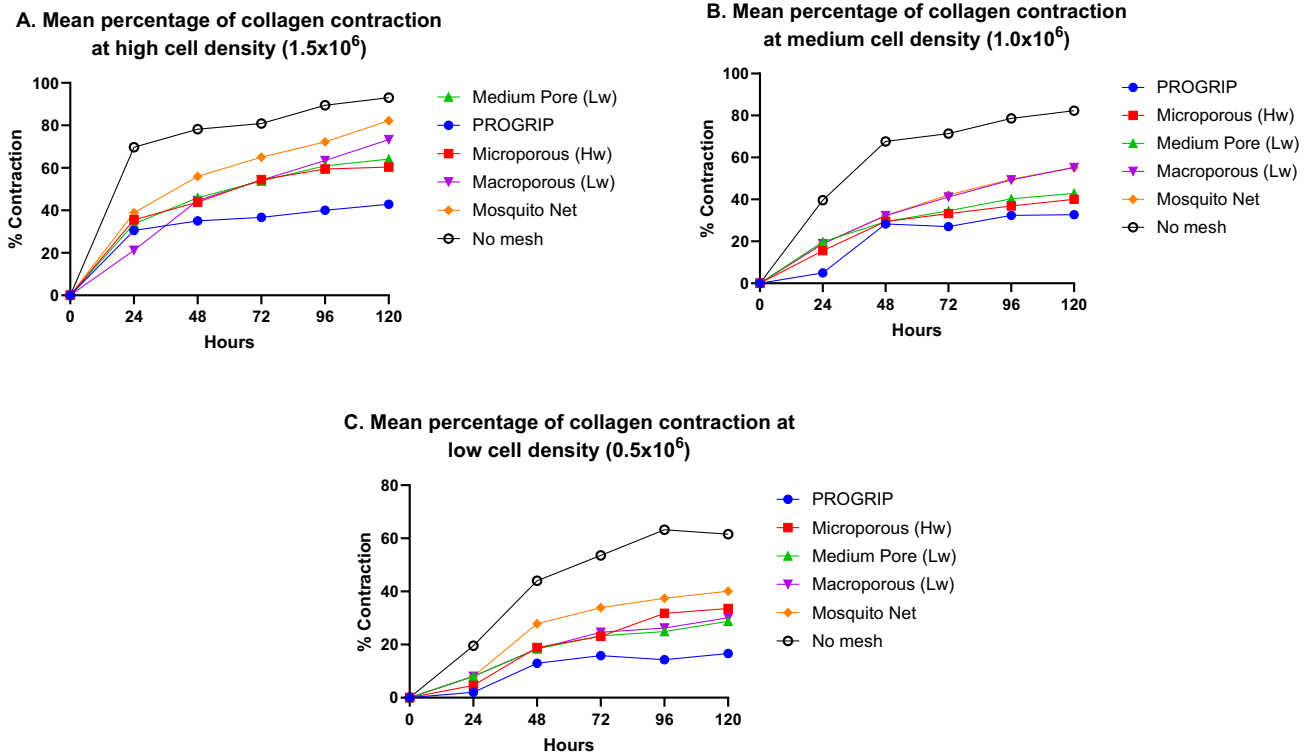 A. Mean percentage of collagen contraction
at high cell density (1.5x10⁶)
% Contraction
100
80
60
40
20
0
0 24 48 72 96 120
Hours
Medium Pore (Lw)
PROGRIP
Microporous (Hw)
Macroporous (Lw)
Mosquito Net
No mesh
B. Mean percentage of collagen contraction
at medium cell density (1.0x10⁶)
% Contraction
100
80
60
40
20
0
0 24 48 72 96 120
Hours
PROGRIP
Microporous (Hw)
Medium Pore (Lw)
Macroporous (Lw)
Mosquito Net
No mesh
C. Mean percentage of collagen contraction at
low cell density (0.5x10⁶)
% Contraction
80
60
40
20
0
0 24 48 72 96 120
Hours
PROGRIP
Microporous (Hw)
Medium Pore (Lw)
Macroporous (Lw)
Mosquito Net
No mesh